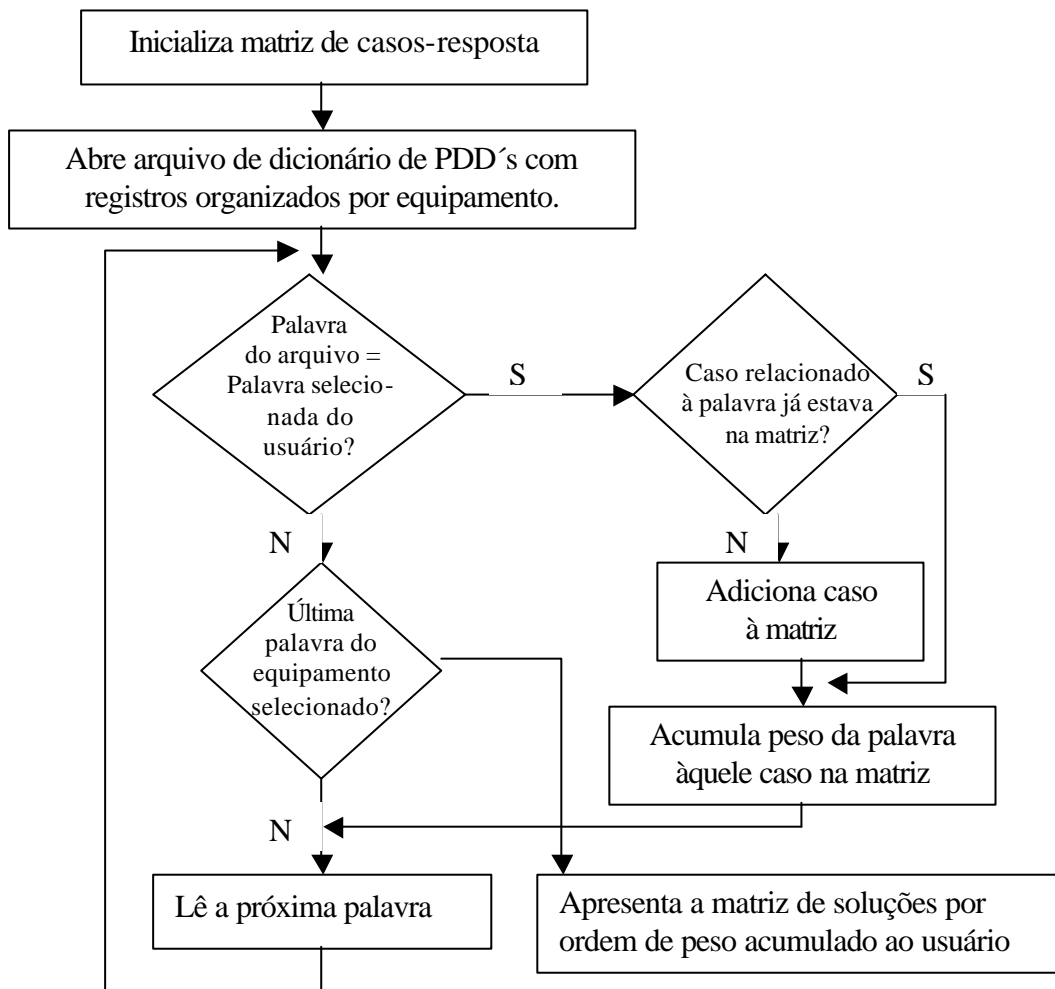 Inicializa matriz de casos-resposta
Abre arquivo de dicionário de PDD´s com
registros organizados por equipamento.
Palavra
do arquivo =
Palavra selecio-
nada do
usuário?
S
Caso relacionado
à palavra já estava
na matriz?
S
N
N
Adiciona caso
à matriz
Última
palavra do
equipamento
selecionado?
Acumula peso da palavra
àquele caso na matriz
N
Lê a próxima palavra
Apresenta a matriz de soluções por
ordem de peso acumulado ao usuário